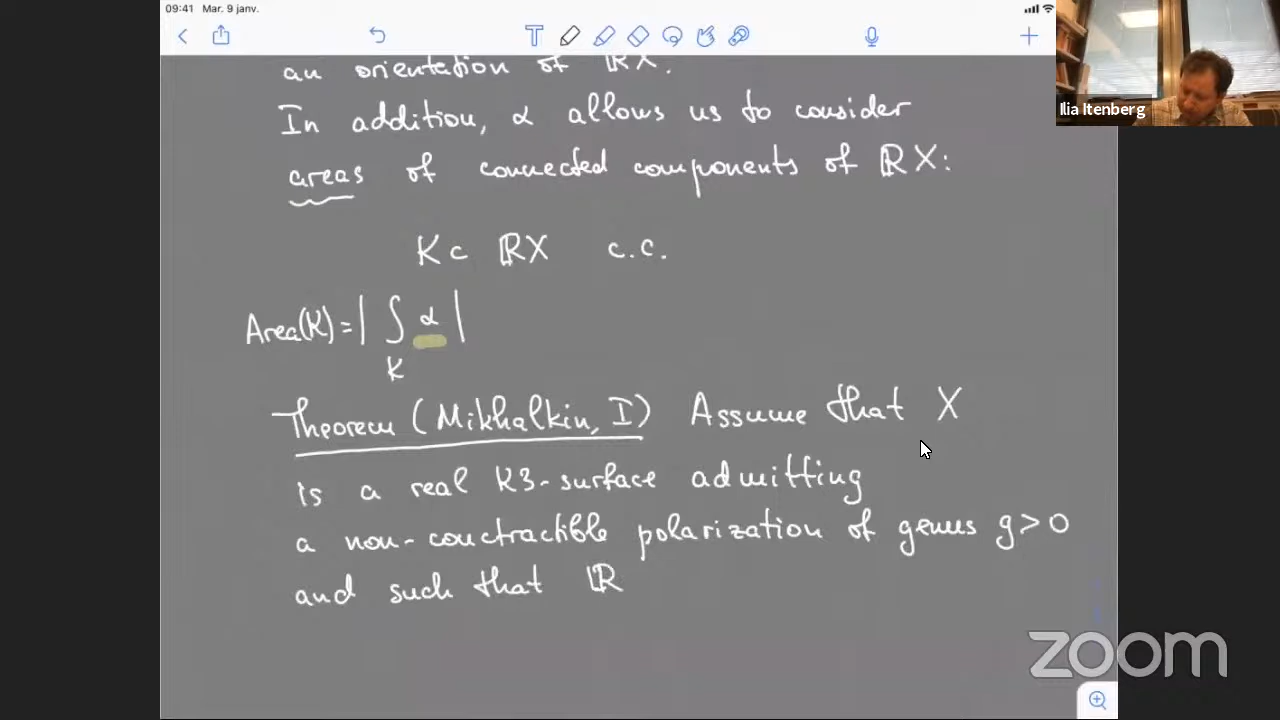 09:41 Mar. 9 janv.
Ilia Itenberg
an orientation of ℝX.
In addition, α allows us to consider
areas of connected components of ℝX:
K ⊂ ℝX c.c.
Area(K) = | ∫ α |
K
Theorem (Mikhalkin, I) Assume that X
is a real K3-surface admitting
a non-contractible polarization of genus g > 0
and such that ℝ
zoom